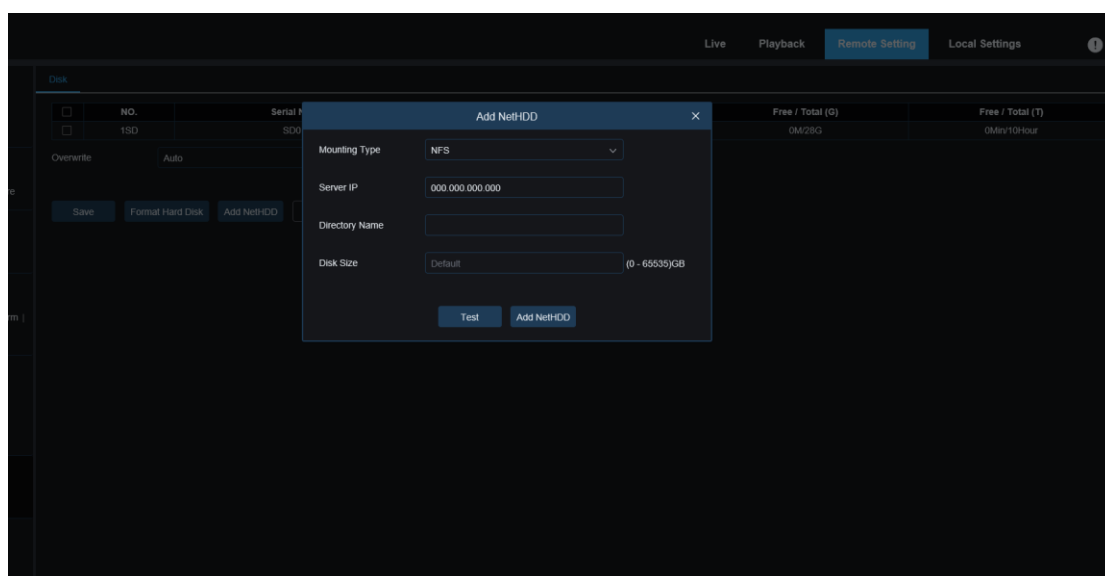 Live Playback Remote Setting Local Settings
Disk
NO. Serial Free / Total (G) Free / Total (T)
1SD SD0 0M/28G 0Min/10Hour
Overwrite Auto
Save Format Hard Disk Add NetHDD
Add NetHDD
Mounting Type NFS
Server IP 000.000.000.000
Directory Name
Disk Size Default (0 - 65535)GB
Test Add NetHDD